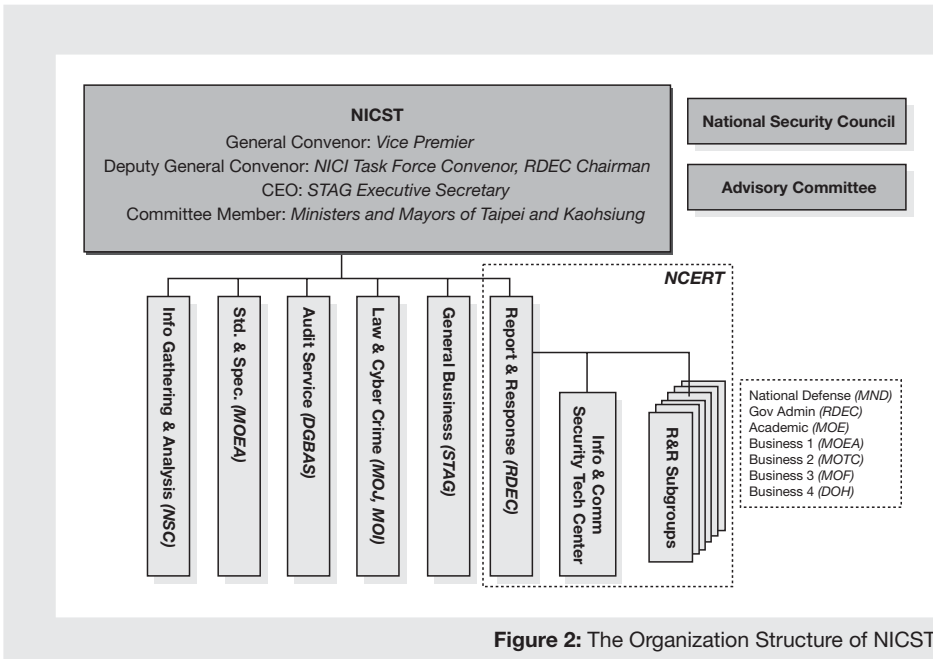 NICST
General Convenor: Vice Premier
Deputy General Convenor: NICI Task Force Convenor, RDEC Chairman
CEO: STAG Executive Secretary
Committee Member: Ministers and Mayors of Taipei and Kaohsiung
National Security Council
Advisory Committee
NCERT
Info Gathering & Analysis (NSC)
Std. & Spec. (MOEA)
Audit Service (DGBAS)
Law & Cyber Crime (MOJ, MOI)
General Business (STAG)
Report & Response (RDEC)
Info & Comm
Security Tech Center
R&R Subgroups
National Defense (MND)
Gov Admin (RDEC)
Academic (MOE)
Business 1 (MOEA)
Business 2 (MOTC)
Business 3 (MOF)
Business 4 (DOH)
Figure 2: The Organization Structure of NICST